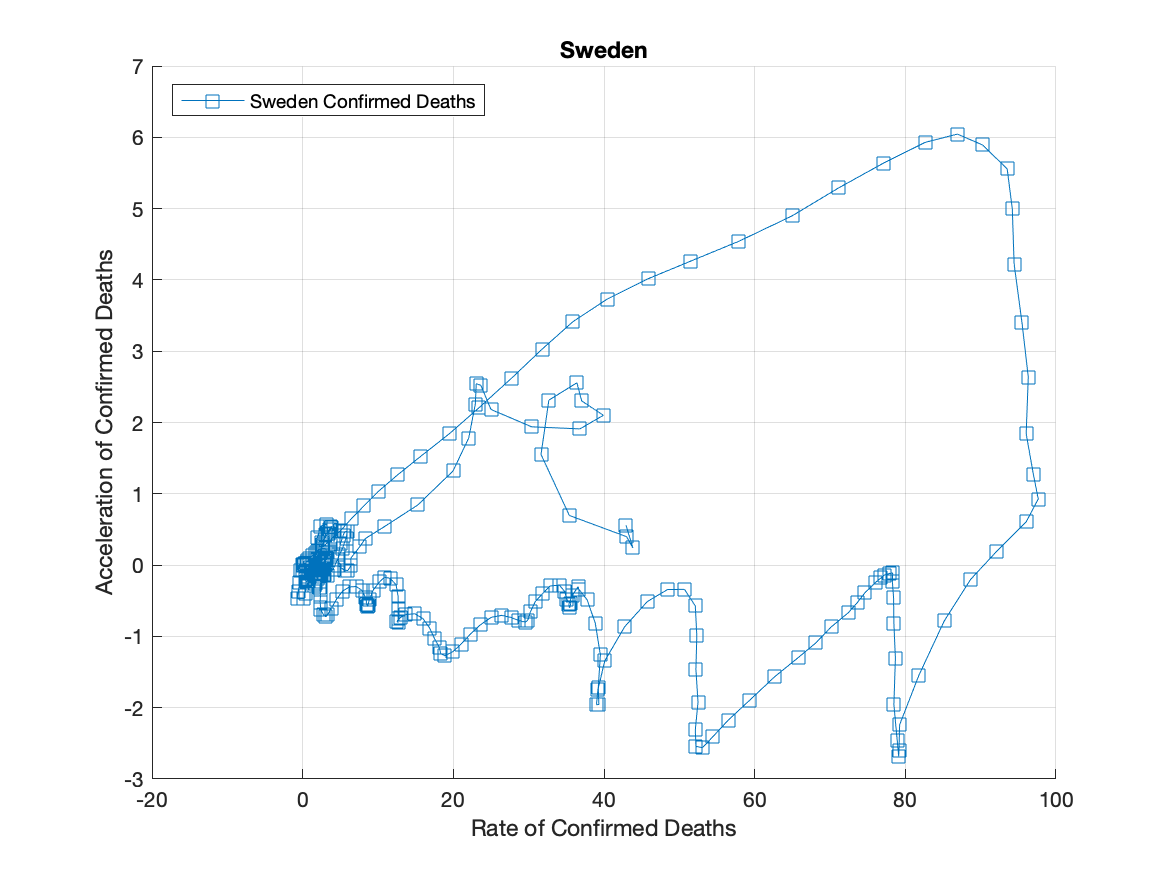 Sweden
7
Sweden Confirmed Deaths
6
5
4
3
2
1
0
-1
-2
-3
Acceleration of Confirmed Deaths
-20 0 20 40 60 80 100
Rate of Confirmed Deaths